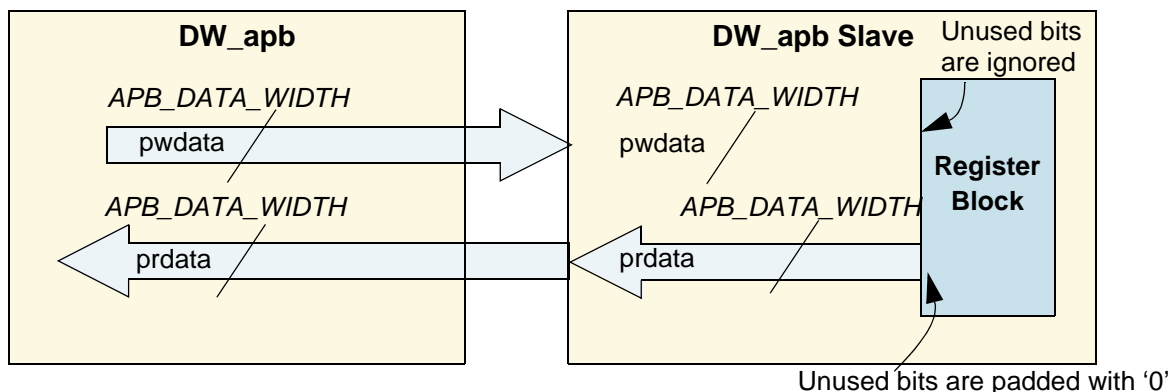 DW_apb
DW_apb Slave
Unused bits
are ignored
APB_DATA_WIDTH
pwdata
APB_DATA_WIDTH
pwdata
Register
Block
APB_DATA_WIDTH
prdata
APB_DATA_WIDTH
prdata
Unused bits are padded with ‘0’